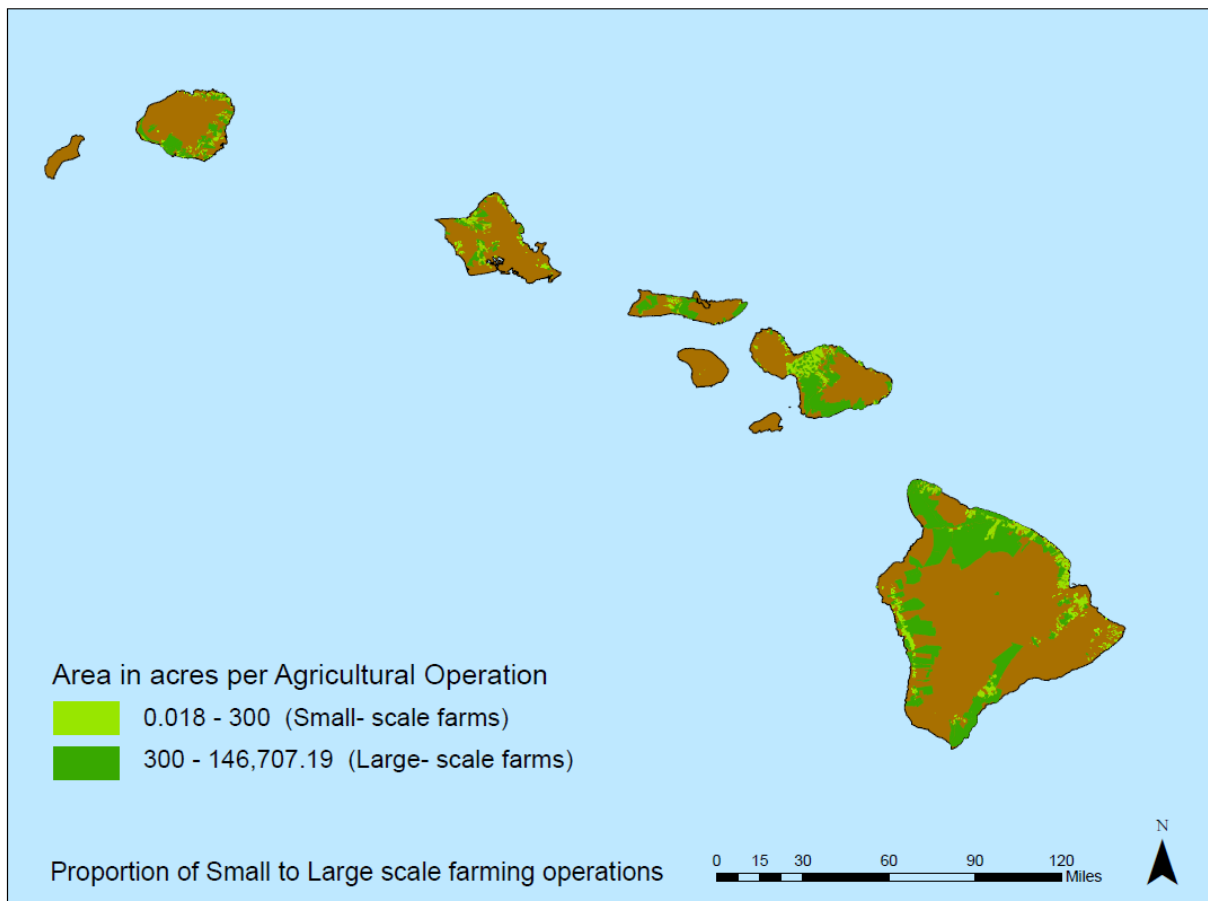 Area in acres per Agricultural Operation
0.018 - 300 (Small- scale farms)
300 - 146,707.19 (Large- scale farms)
Proportion of Small to Large scale farming operations
0 15 30 60 90 120
Miles
N